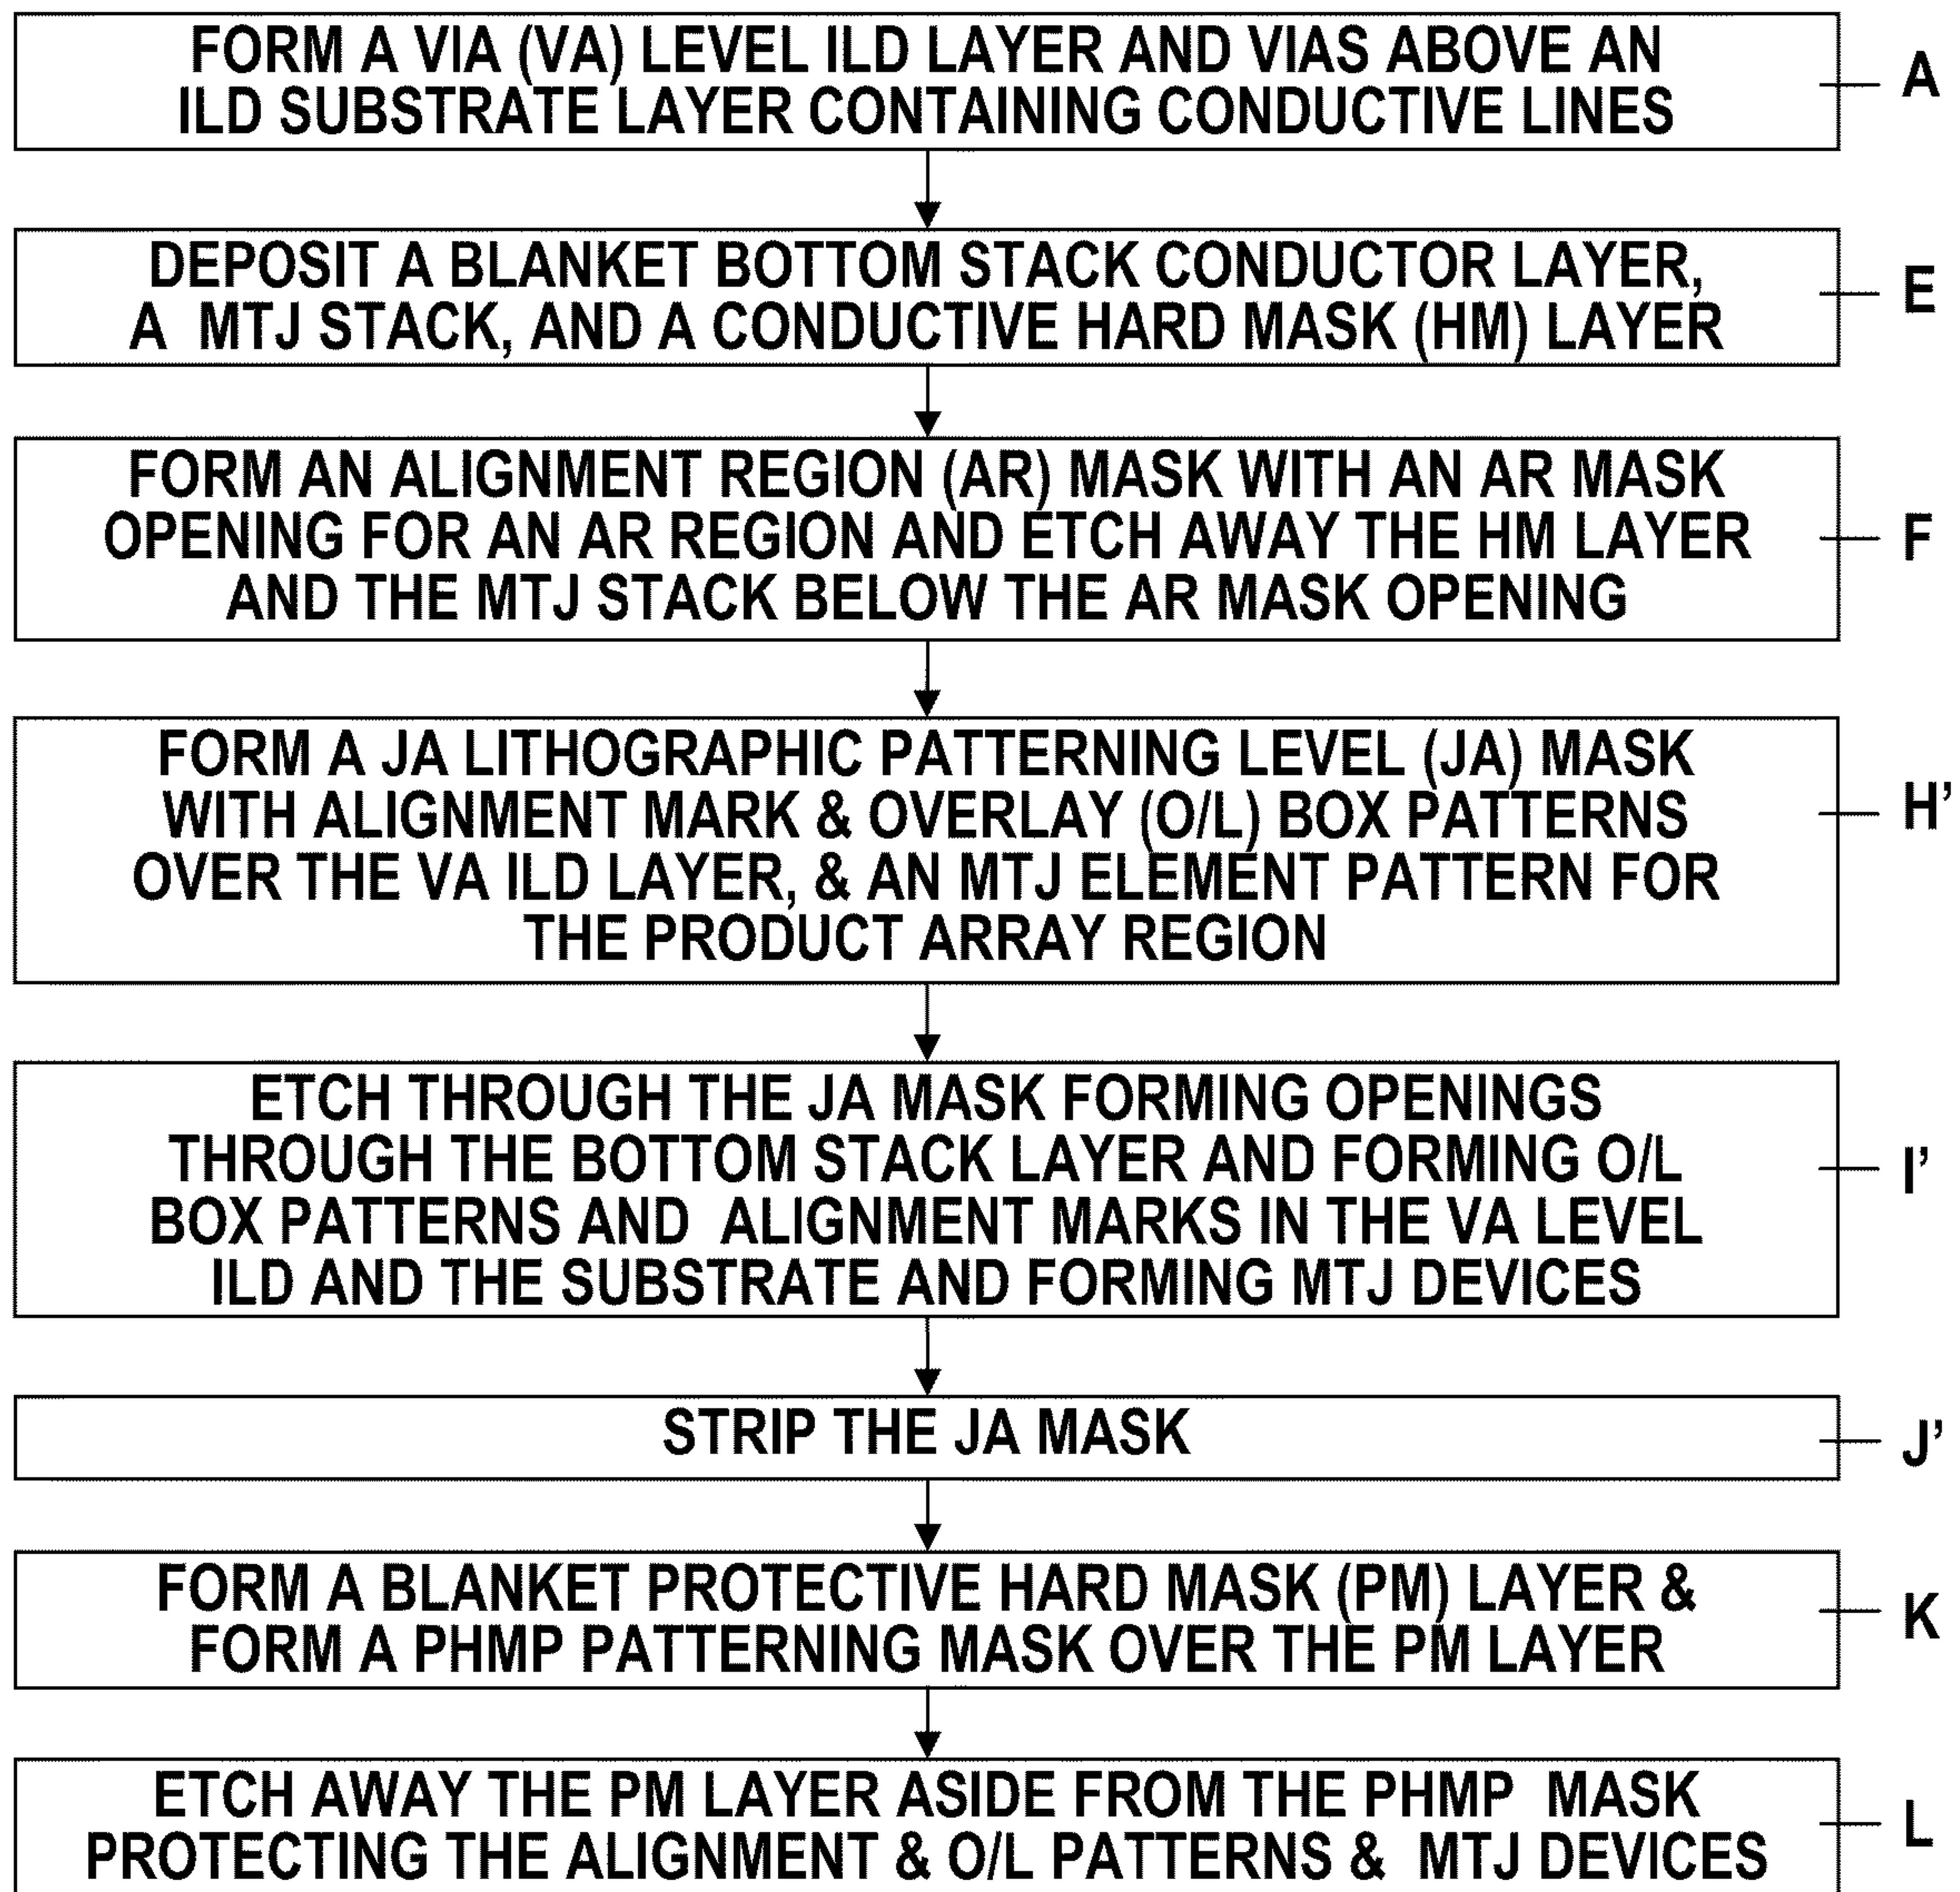 FORM A VIA (VA) LEVEL ILD LAYER AND VIAS ABOVE AN
ILD SUBSTRATE LAYER CONTAINING CONDUCTIVE LINES
A
DEPOSIT A BLANKET BOTTOM STACK CONDUCTOR LAYER,
A MTJ STACK, AND A CONDUCTIVE HARD MASK (HM) LAYER
E
FORM AN ALIGNMENT REGION (AR) MASK WITH AN AR MASK
OPENING FOR AN AR REGION AND ETCH AWAY THE HM LAYER
AND THE MTJ STACK BELOW THE AR MASK OPENING
F
FORM A JA LITHOGRAPHIC PATTERNING LEVEL (JA) MASK
WITH ALIGNMENT MARK & OVERLAY (O/L) BOX PATTERNS
OVER THE VA ILD LAYER, & AN MTJ ELEMENT PATTERN FOR
THE PRODUCT ARRAY REGION
H'
ETCH THROUGH THE JA MASK FORMING OPENINGS
THROUGH THE BOTTOM STACK LAYER AND FORMING O/L
BOX PATTERNS AND ALIGNMENT MARKS IN THE VA LEVEL
ILD AND THE SUBSTRATE AND FORMING MTJ DEVICES
I'
STRIP THE JA MASK
J'
FORM A BLANKET PROTECTIVE HARD MASK (PM) LAYER &
FORM A PHMP PATTERNING MASK OVER THE PM LAYER
K
ETCH AWAY THE PM LAYER ASIDE FROM THE PHMP MASK
PROTECTING THE ALIGNMENT & O/L PATTERNS & MTJ DEVICES
L